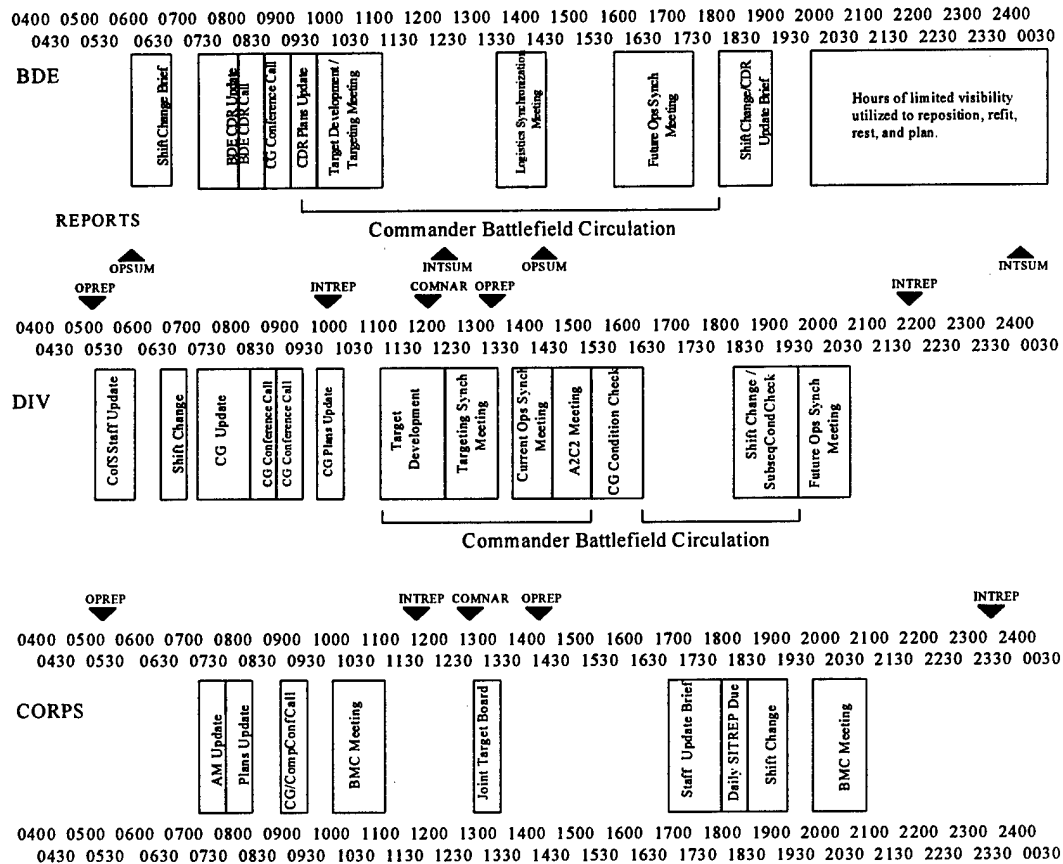 0400 0500 0600 0700 0800 0900 1000 1100 1200 1300 1400 1500 1600 1700 1800 1900 2000 2100 2200 2300 2400
0430 0530 0630 0730 0830 0930 1030 1130 1230 1330 1430 1530 1630 1730 1830 1930 2030 2130 2230 2330 0030
BDE
Shift Change Brief
BDE CDR Update
BDE CDR Call
CG Conference Call
CDR Plans Update
Target Development /
Targeting Meeting
Logistics Synchronization
Meeting
Future Ops Synch
Meeting
Shift Change/CDR
Update Brief
Hours of limited visibility
utilized to reposition, refit,
rest, and plan.
REPORTS
Commander Battlefield Circulation
OPSUM
INTSUM
OPSUM
INTSUM
OPREP
INTREP
COMNAR
OPREP
INTREP
0400 0500 0600 0700 0800 0900 1000 1100 1200 1300 1400 1500 1600 1700 1800 1900 2000 2100 2200 2300 2400
0430 0530 0630 0730 0830 0930 1030 1130 1230 1330 1430 1530 1630 1730 1830 1930 2030 2130 2230 2330 0030
DIV
CofS Staff Update
Shift Change
CG Update
CG Conference Call
CG Conference Call
CG Plans Update
Target
Development
Targeting Synch
Meeting
Current Ops Synch
Meeting
A2C2 Meeting
CG Condition Check
Shift Change /
SubseqCondCheck
Future Ops Synch
Meeting
Commander Battlefield Circulation
OPREP
INTREP
COMNAR
OPREP
INTREP
0400 0500 0600 0700 0800 0900 1000 1100 1200 1300 1400 1500 1600 1700 1800 1900 2000 2100 2200 2300 2400
0430 0530 0630 0730 0830 0930 1030 1130 1230 1330 1430 1530 1630 1730 1830 1930 2030 2130 2230 2330 0030
CORPS
AM Update
Plans Update
CG/CompConfCall
BMC Meeting
Joint Target Board
Staff Update Brief
Daily SITREP Due
Shift Change
BMC Meeting
0400 0500 0600 0700 0800 0900 1000 1100 1200 1300 1400 1500 1600 1700 1800 1900 2000 2100 2200 2300 2400
0430 0530 0630 0730 0830 0930 1030 1130 1230 1330 1430 1530 1630 1730 1830 1930 2030 2130 2230 2330 0030